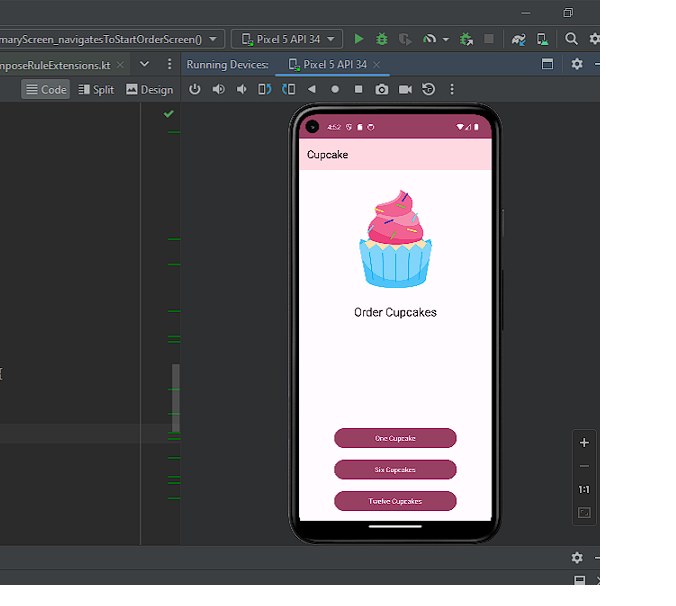 maryScreen_navigatesToStartOrderScreen()
Pixel 5 API 34
mposeRuleExtensions.kt
Running Devices:
Pixel 5 API 34
Code
Split
Design
4:52
Cupcake
Order Cupcakes
One Cupcake
Six Cupcakes
Twelve Cupcakes
1:1